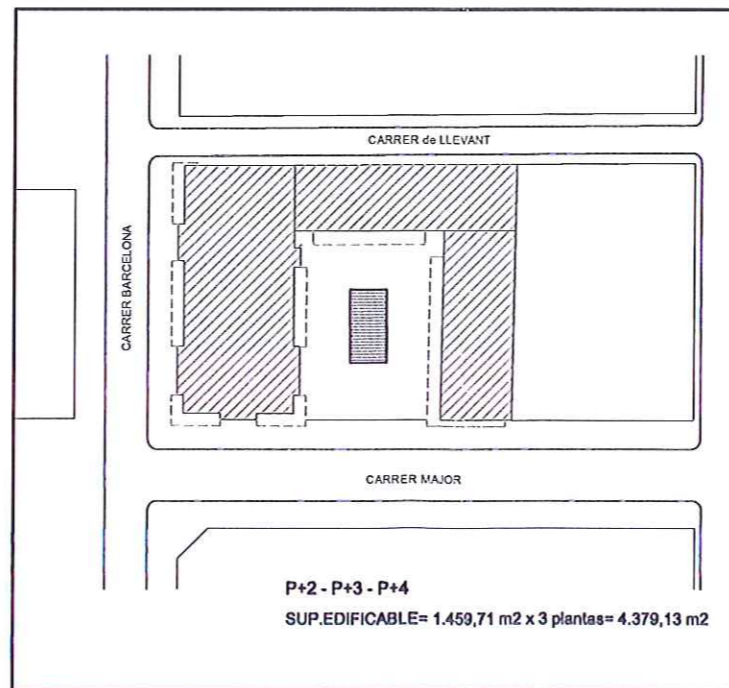 CARRER de LLEVANT
CARRER BARCELONA
CARRER MAJOR
P+2 - P+3 - P+4
SUP.EDIFICABLE= 1.459,71 m2 x 3 plantas= 4.379,13 m2